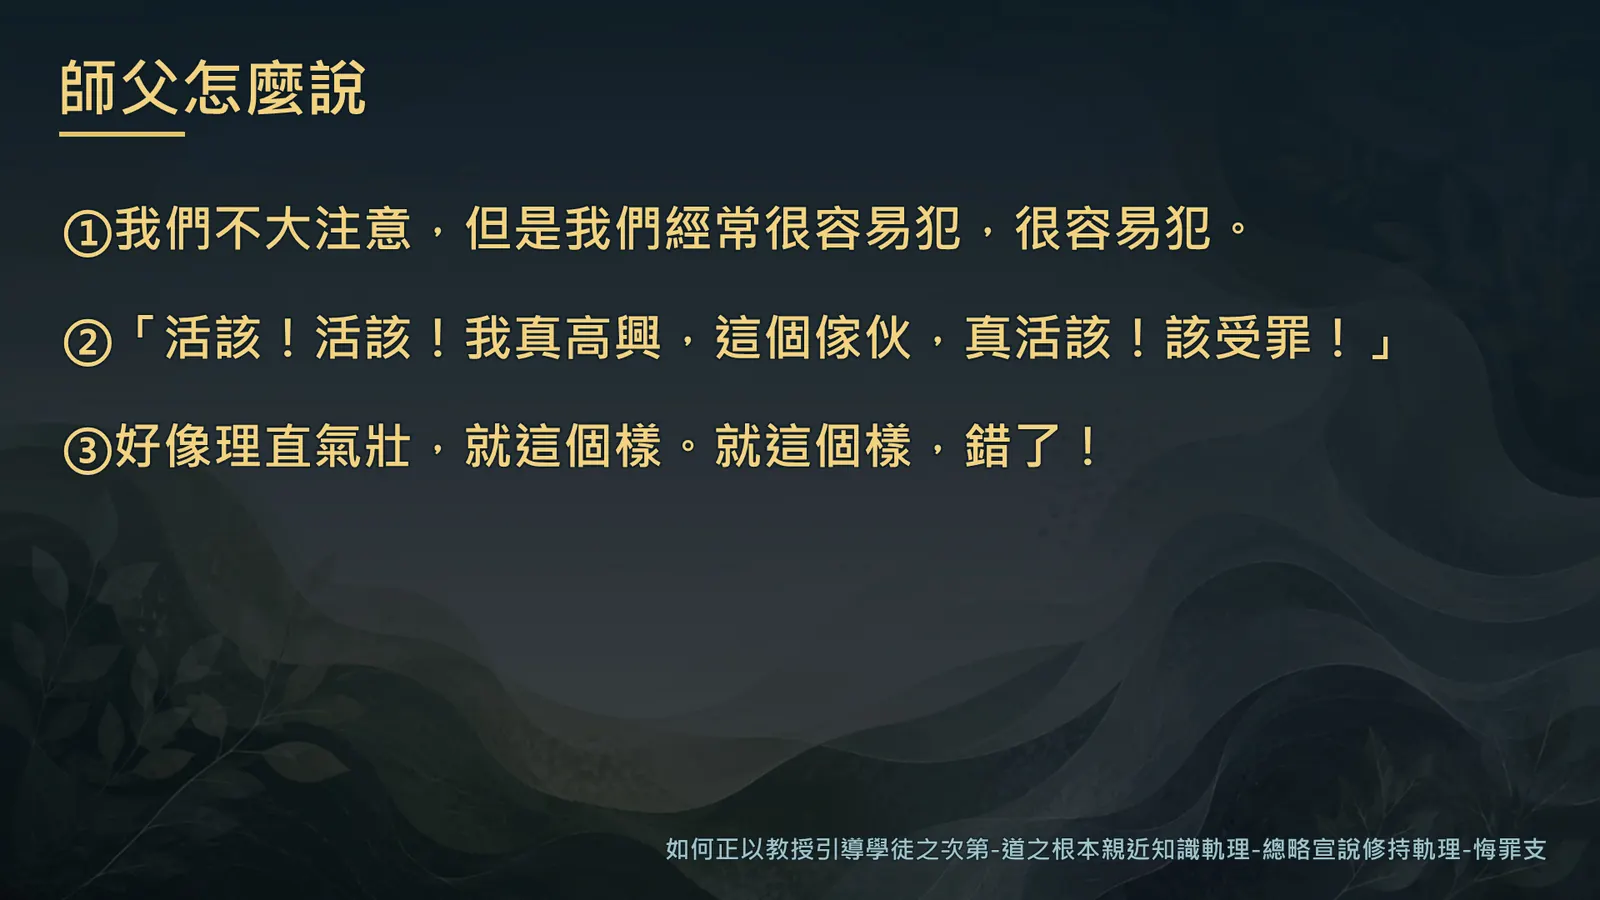 師父怎麼說
①我們不大注意，但是我們經常很容易犯，很容易犯。
②「活該！活該！我真高興，這個傢伙，真活該！該受罪！」
③好像理直氣壯，就這個樣。就這個樣，錯了！
如何正以教授引導學徒之次第-道之根本親近知識軌理-總略宣說修持軌理-悔罪支